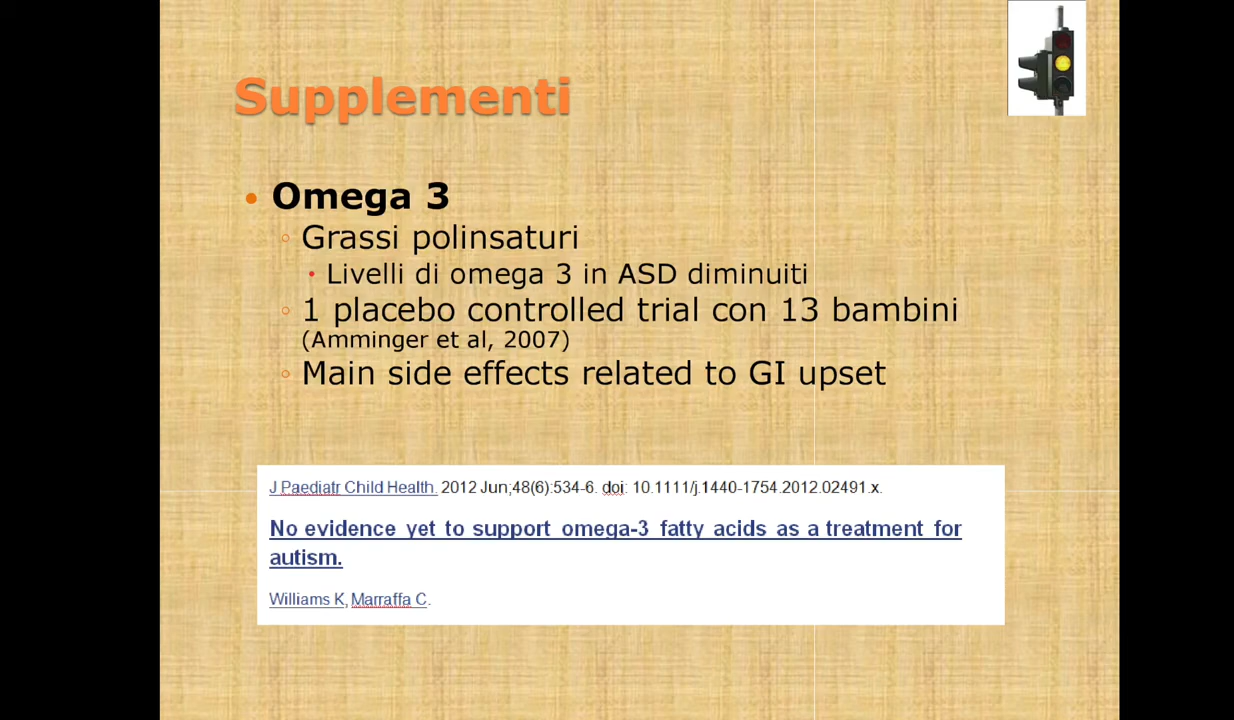 Supplementi
Omega 3
Grassi polinsaturi
Livelli di omega 3 in ASD diminuiti
1 placebo controlled trial con 13 bambini
(Amminger et al, 2007)
Main side effects related to GI upset
J Paediatr Child Health. 2012 Jun;48(6):534-6. doi: 10.1111/j.1440-1754.2012.02491.x.
No evidence yet to support omega-3 fatty acids as a treatment for
autism.
Williams K, Marraffa C.